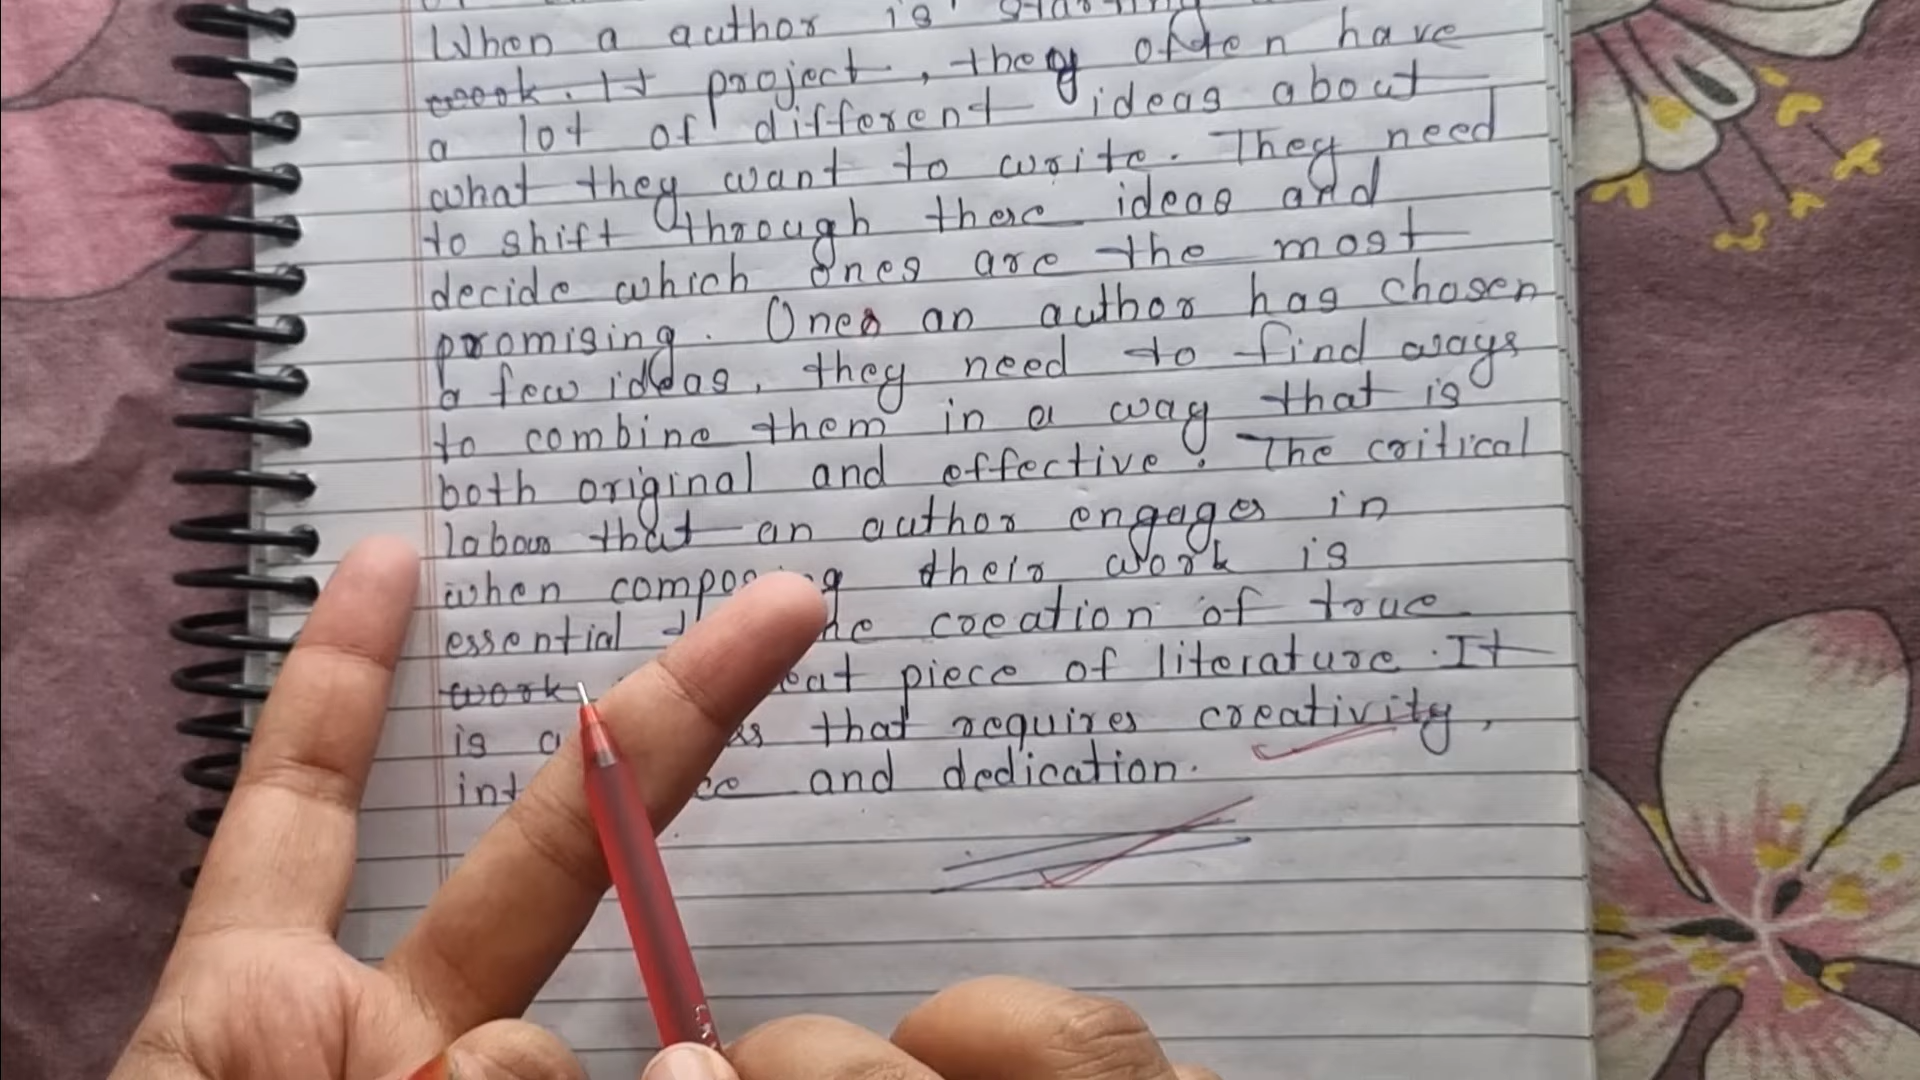 When a author is
work. It project, they often have
a lot of different ideas about
what they want to write. They need
to shift through these ideas and
decide which ones are the most
promising. Ones an author has chosen
a few ideas, they need to find ways
to combine them in a way that is
both original and effective. The critical
labour that an author engages in
when their work is
essential creation of true
work piece of literature. It
is a that requires creativity,
and dedication.